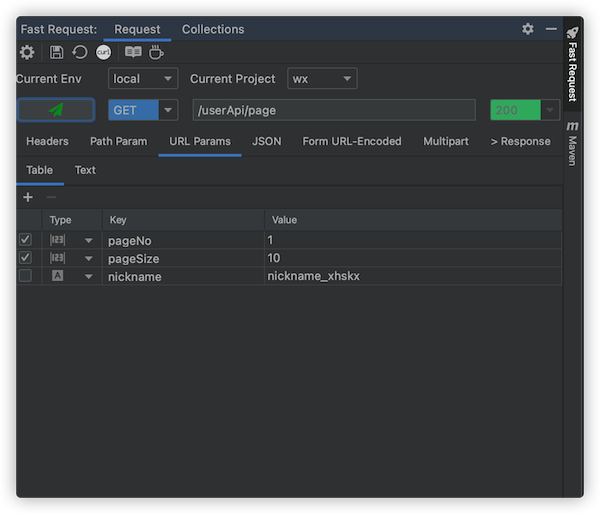 Fast Request: Request Collections
curl
Current Env local Current Project wx
GET /userApi/page 200
Headers Path Param URL Params JSON Form URL-Encoded Multipart > Response
Table Text
+ −
Type Key Value
123 pageNo 1
123 pageSize 10
A nickname nickname_xhskx
Fast Request
m Maven